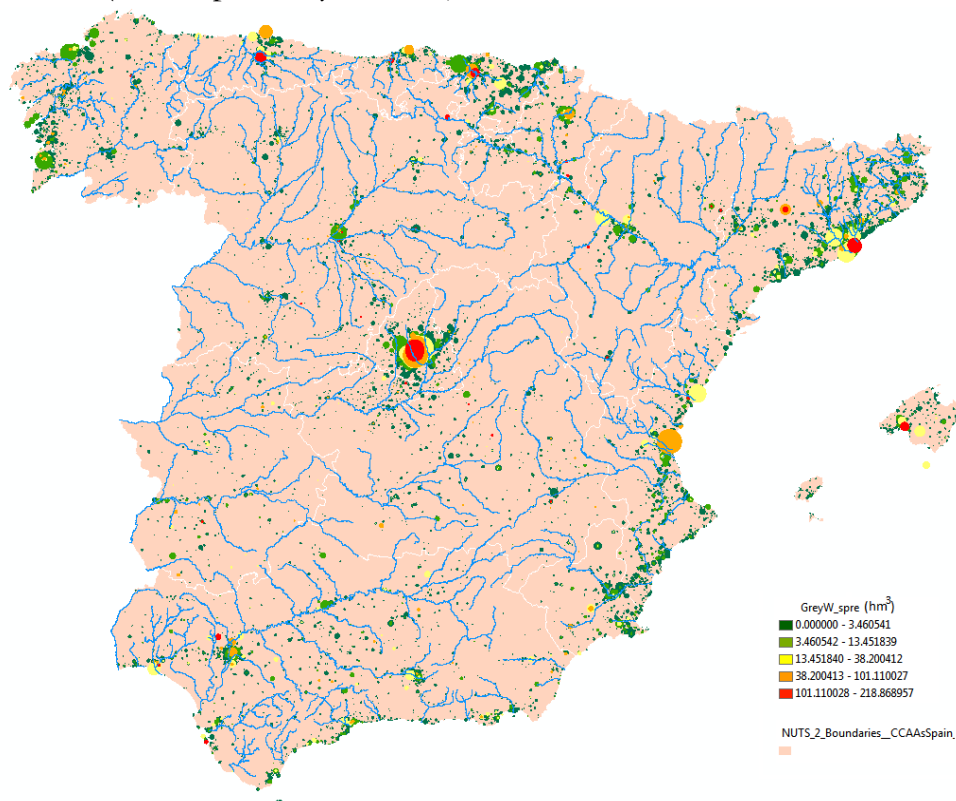 GreyW_spre (hm³)
0.000000 - 3.460541
3.460542 - 13.451839
13.451840 - 38.200412
38.200413 - 101.110027
101.110028 - 218.868957
NUTS_2_Boundaries__CCAAsSpain_